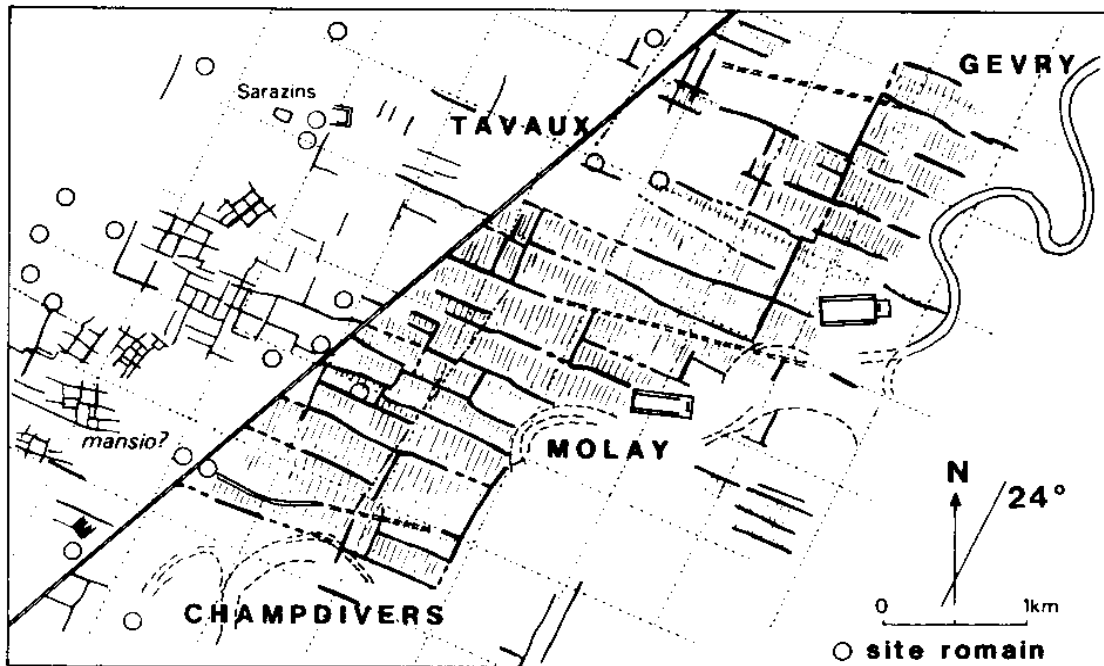 GEVRY
Sarazins
TAVAUX
mansio?
MOLAY
N
24°
CHAMPDIVERS
0 1km
site romain